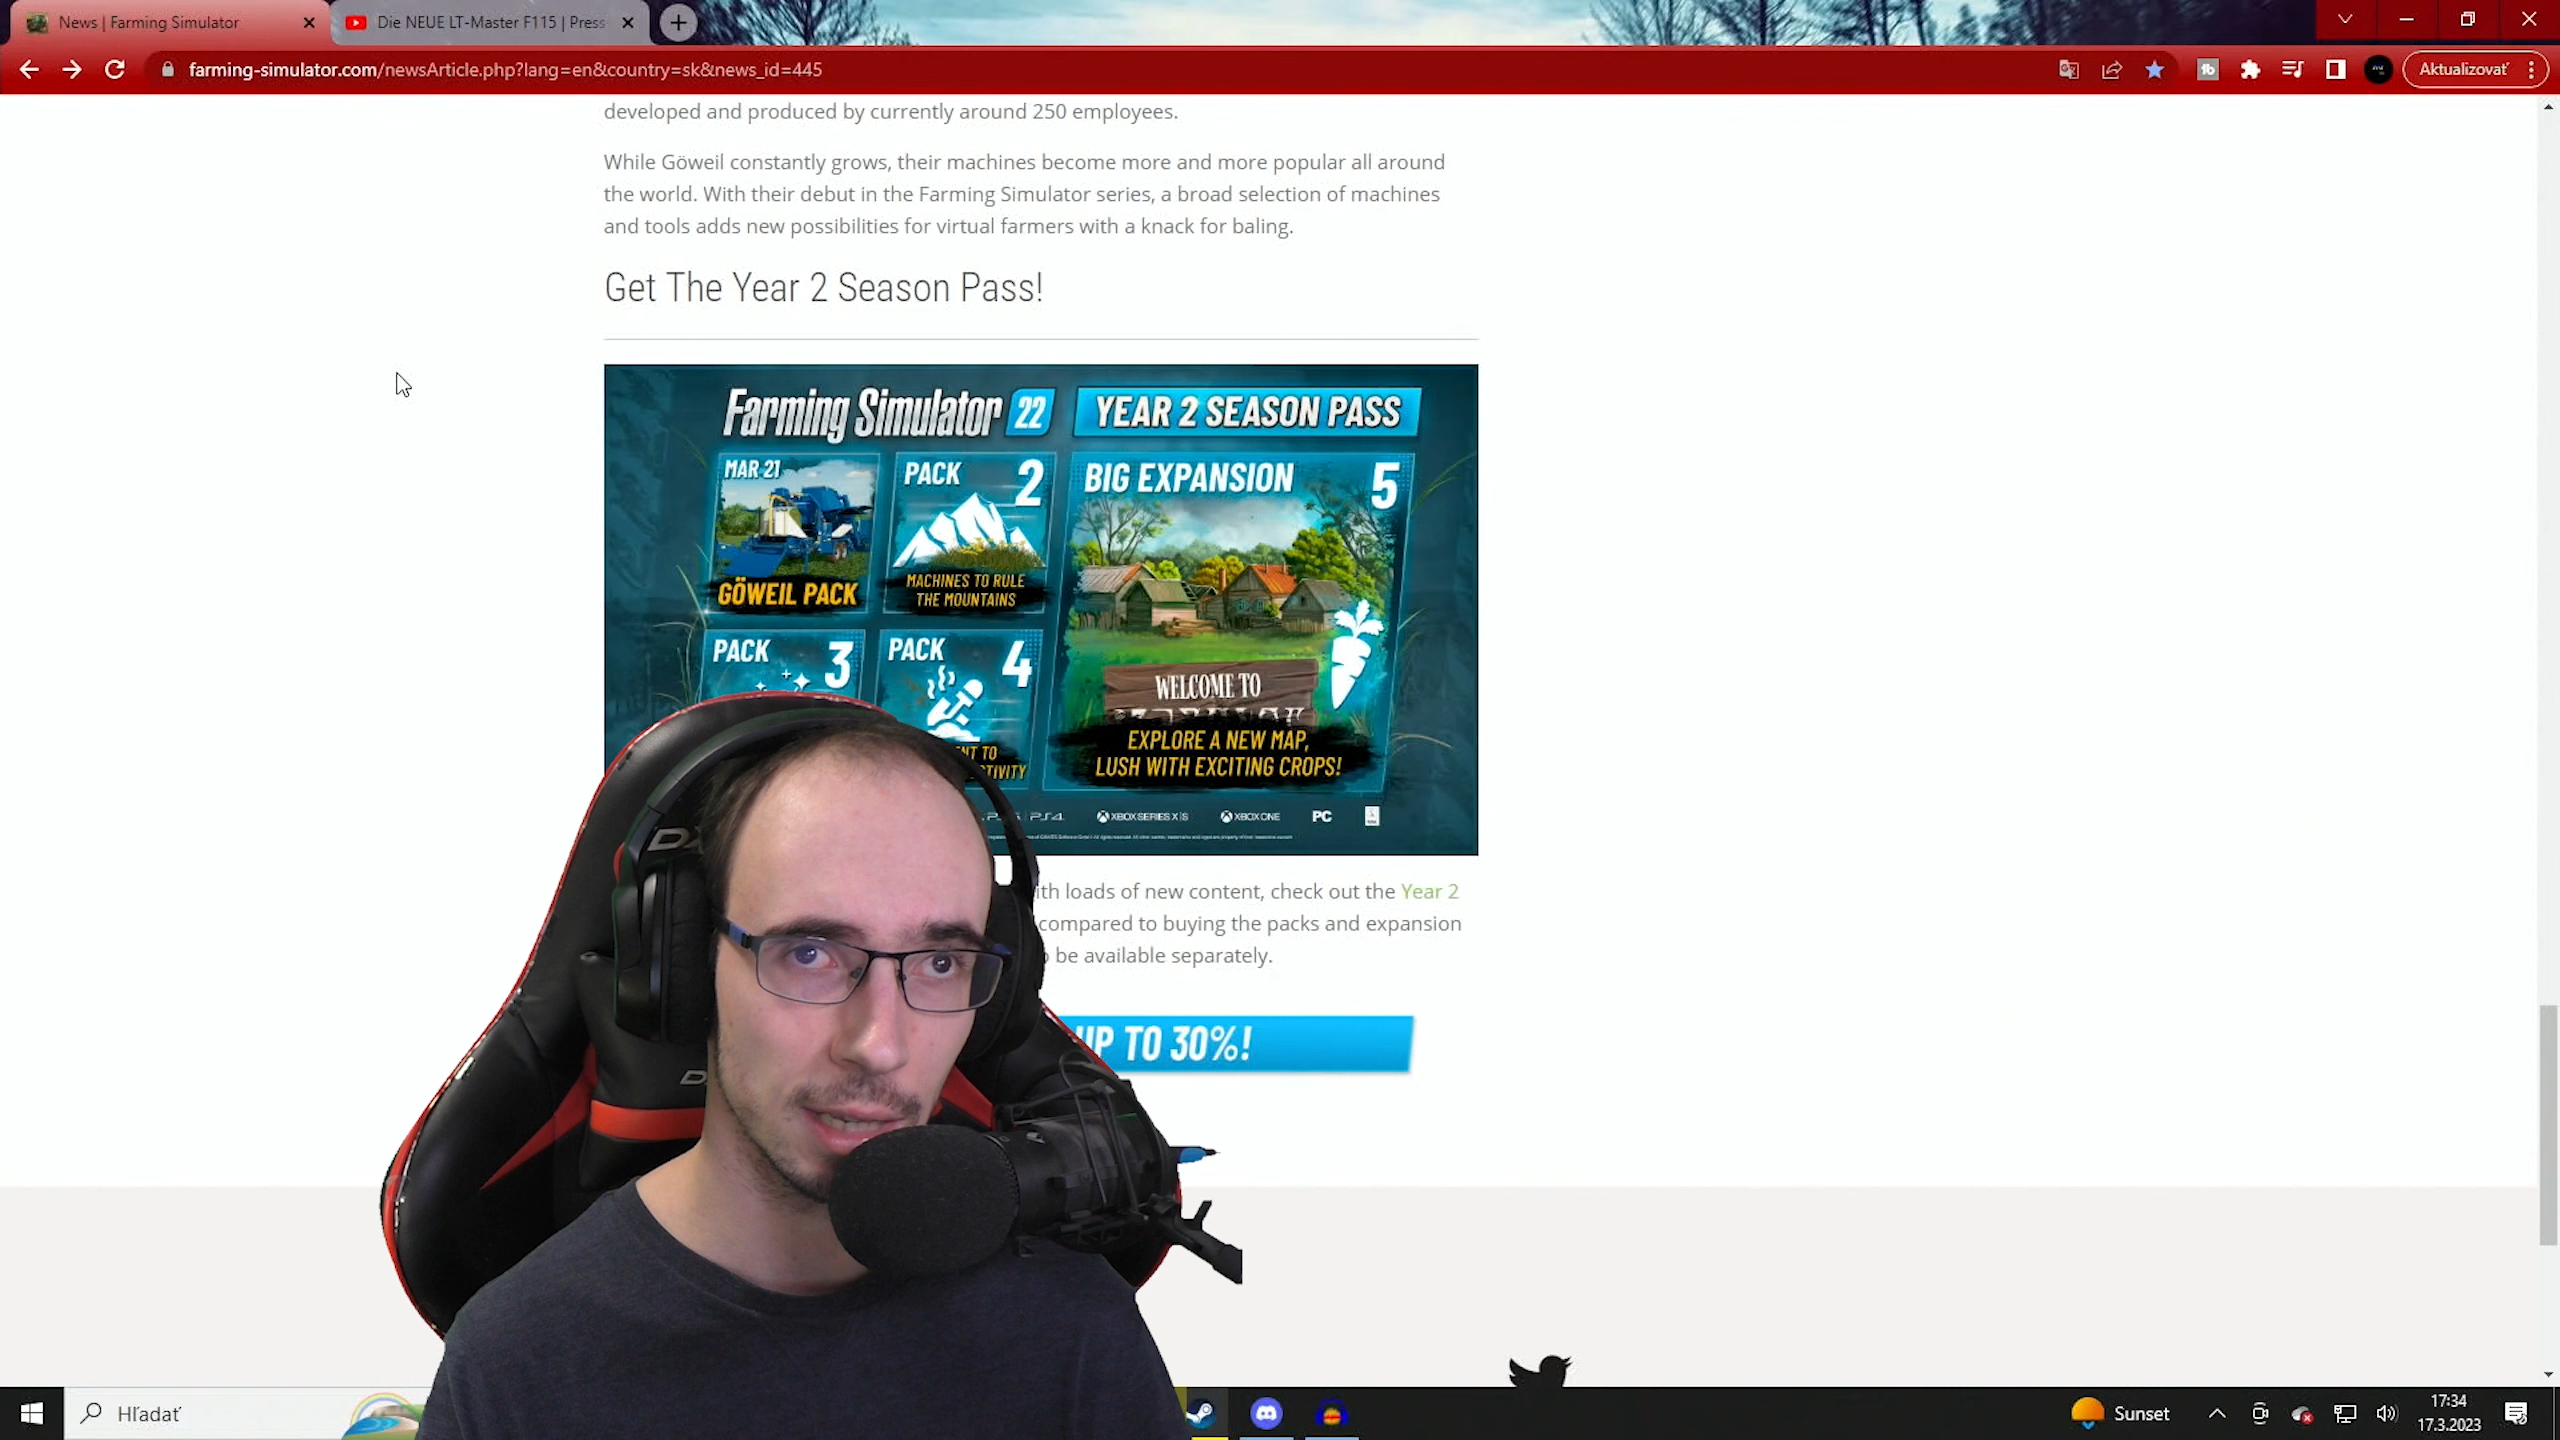 News | Farming Simulator
Die NEUE LT-Master F115 | Press
farming-simulator.com/newsArticle.php?lang=en&country=sk&news_id=445
Aktualizovať
developed and produced by currently around 250 employees.
While Göweil constantly grows, their machines become more and more popular all around
the world. With their debut in the Farming Simulator series, a broad selection of machines
and tools adds new possibilities for virtual farmers with a knack for baling.
Get The Year 2 Season Pass!
Farming Simulator 22
YEAR 2 SEASON PASS
MAR 21
GÖWEIL PACK
PACK 2
MACHINES TO RULE
THE MOUNTAINS
BIG EXPANSION 5
WELCOME TO
EXPLORE A NEW MAP,
LUSH WITH EXCITING CROPS!
PACK 3
PACK 4
TO
PS4
XBOX SERIES X|S
XBOX ONE
PC
loads of new content, check out the Year 2
compared to buying the packs and expansion
be available separately.
UP TO 30%!
Hľadať
Sunset
17:34
17.3.2023